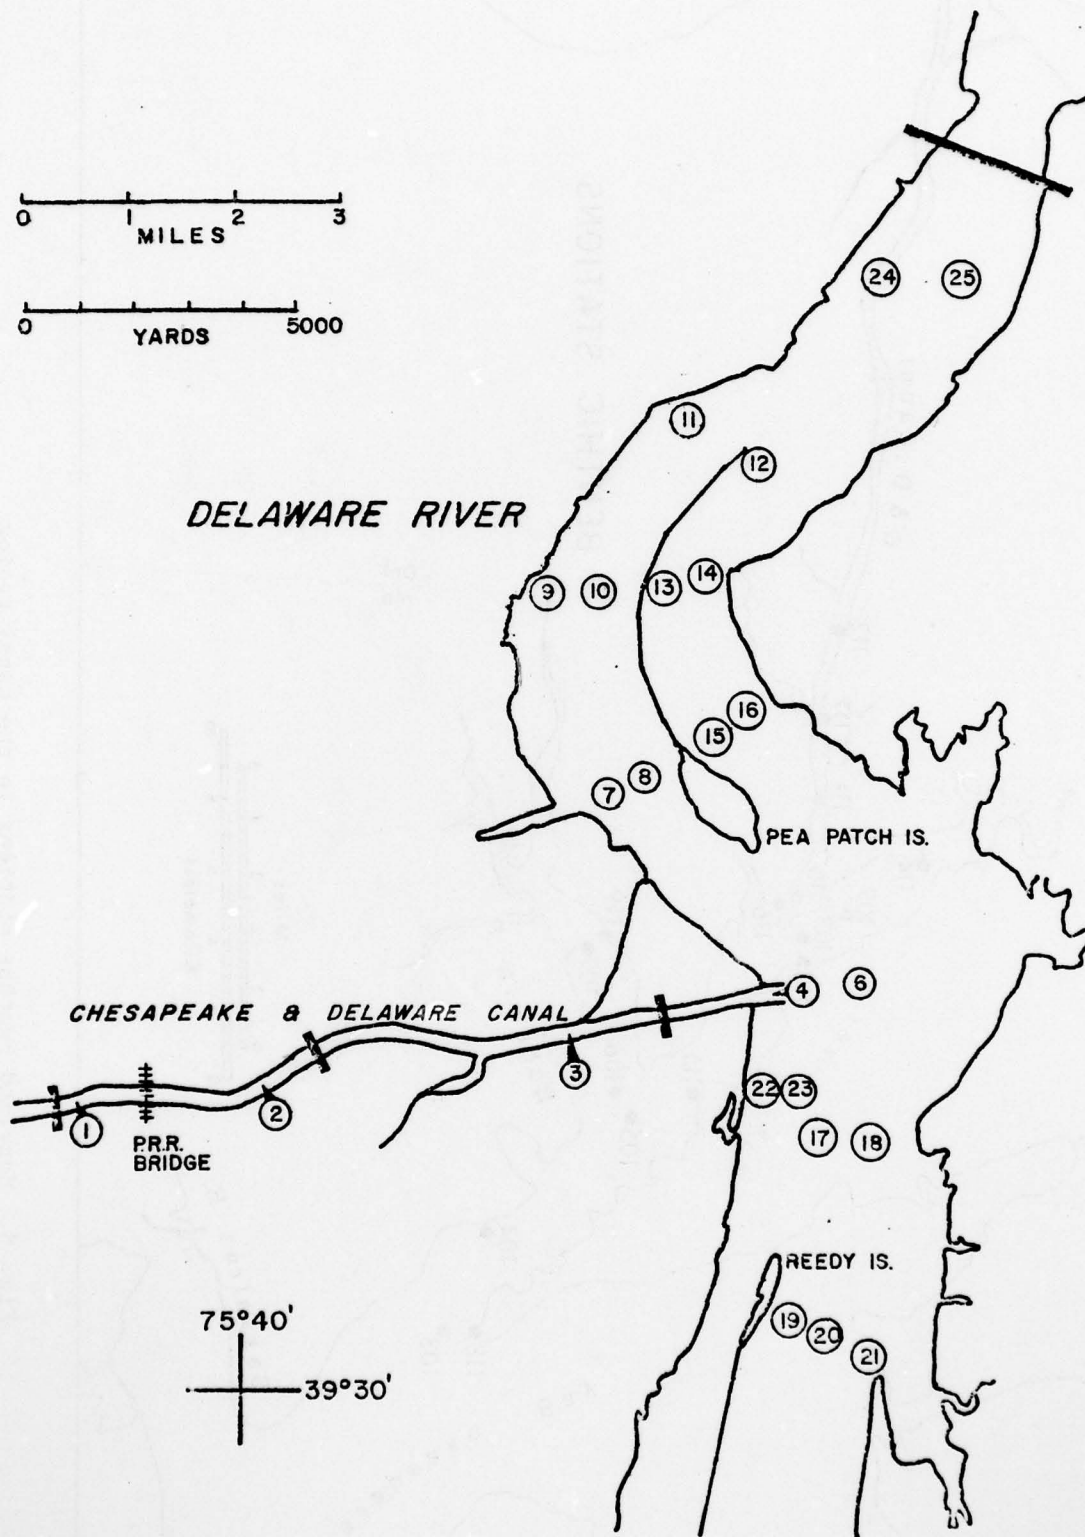 0 1 2 3
MILES
0 5000
YARDS
24 25
11
12
DELAWARE RIVER
9 10 13 14
16
15
8
7
PEA PATCH IS.
4 6
CHESAPEAKE & DELAWARE CANAL
3
22 23
2
1
17 18
P.R.R.
BRIDGE
REEDY IS.
19
20
21
75°40'
39°30'